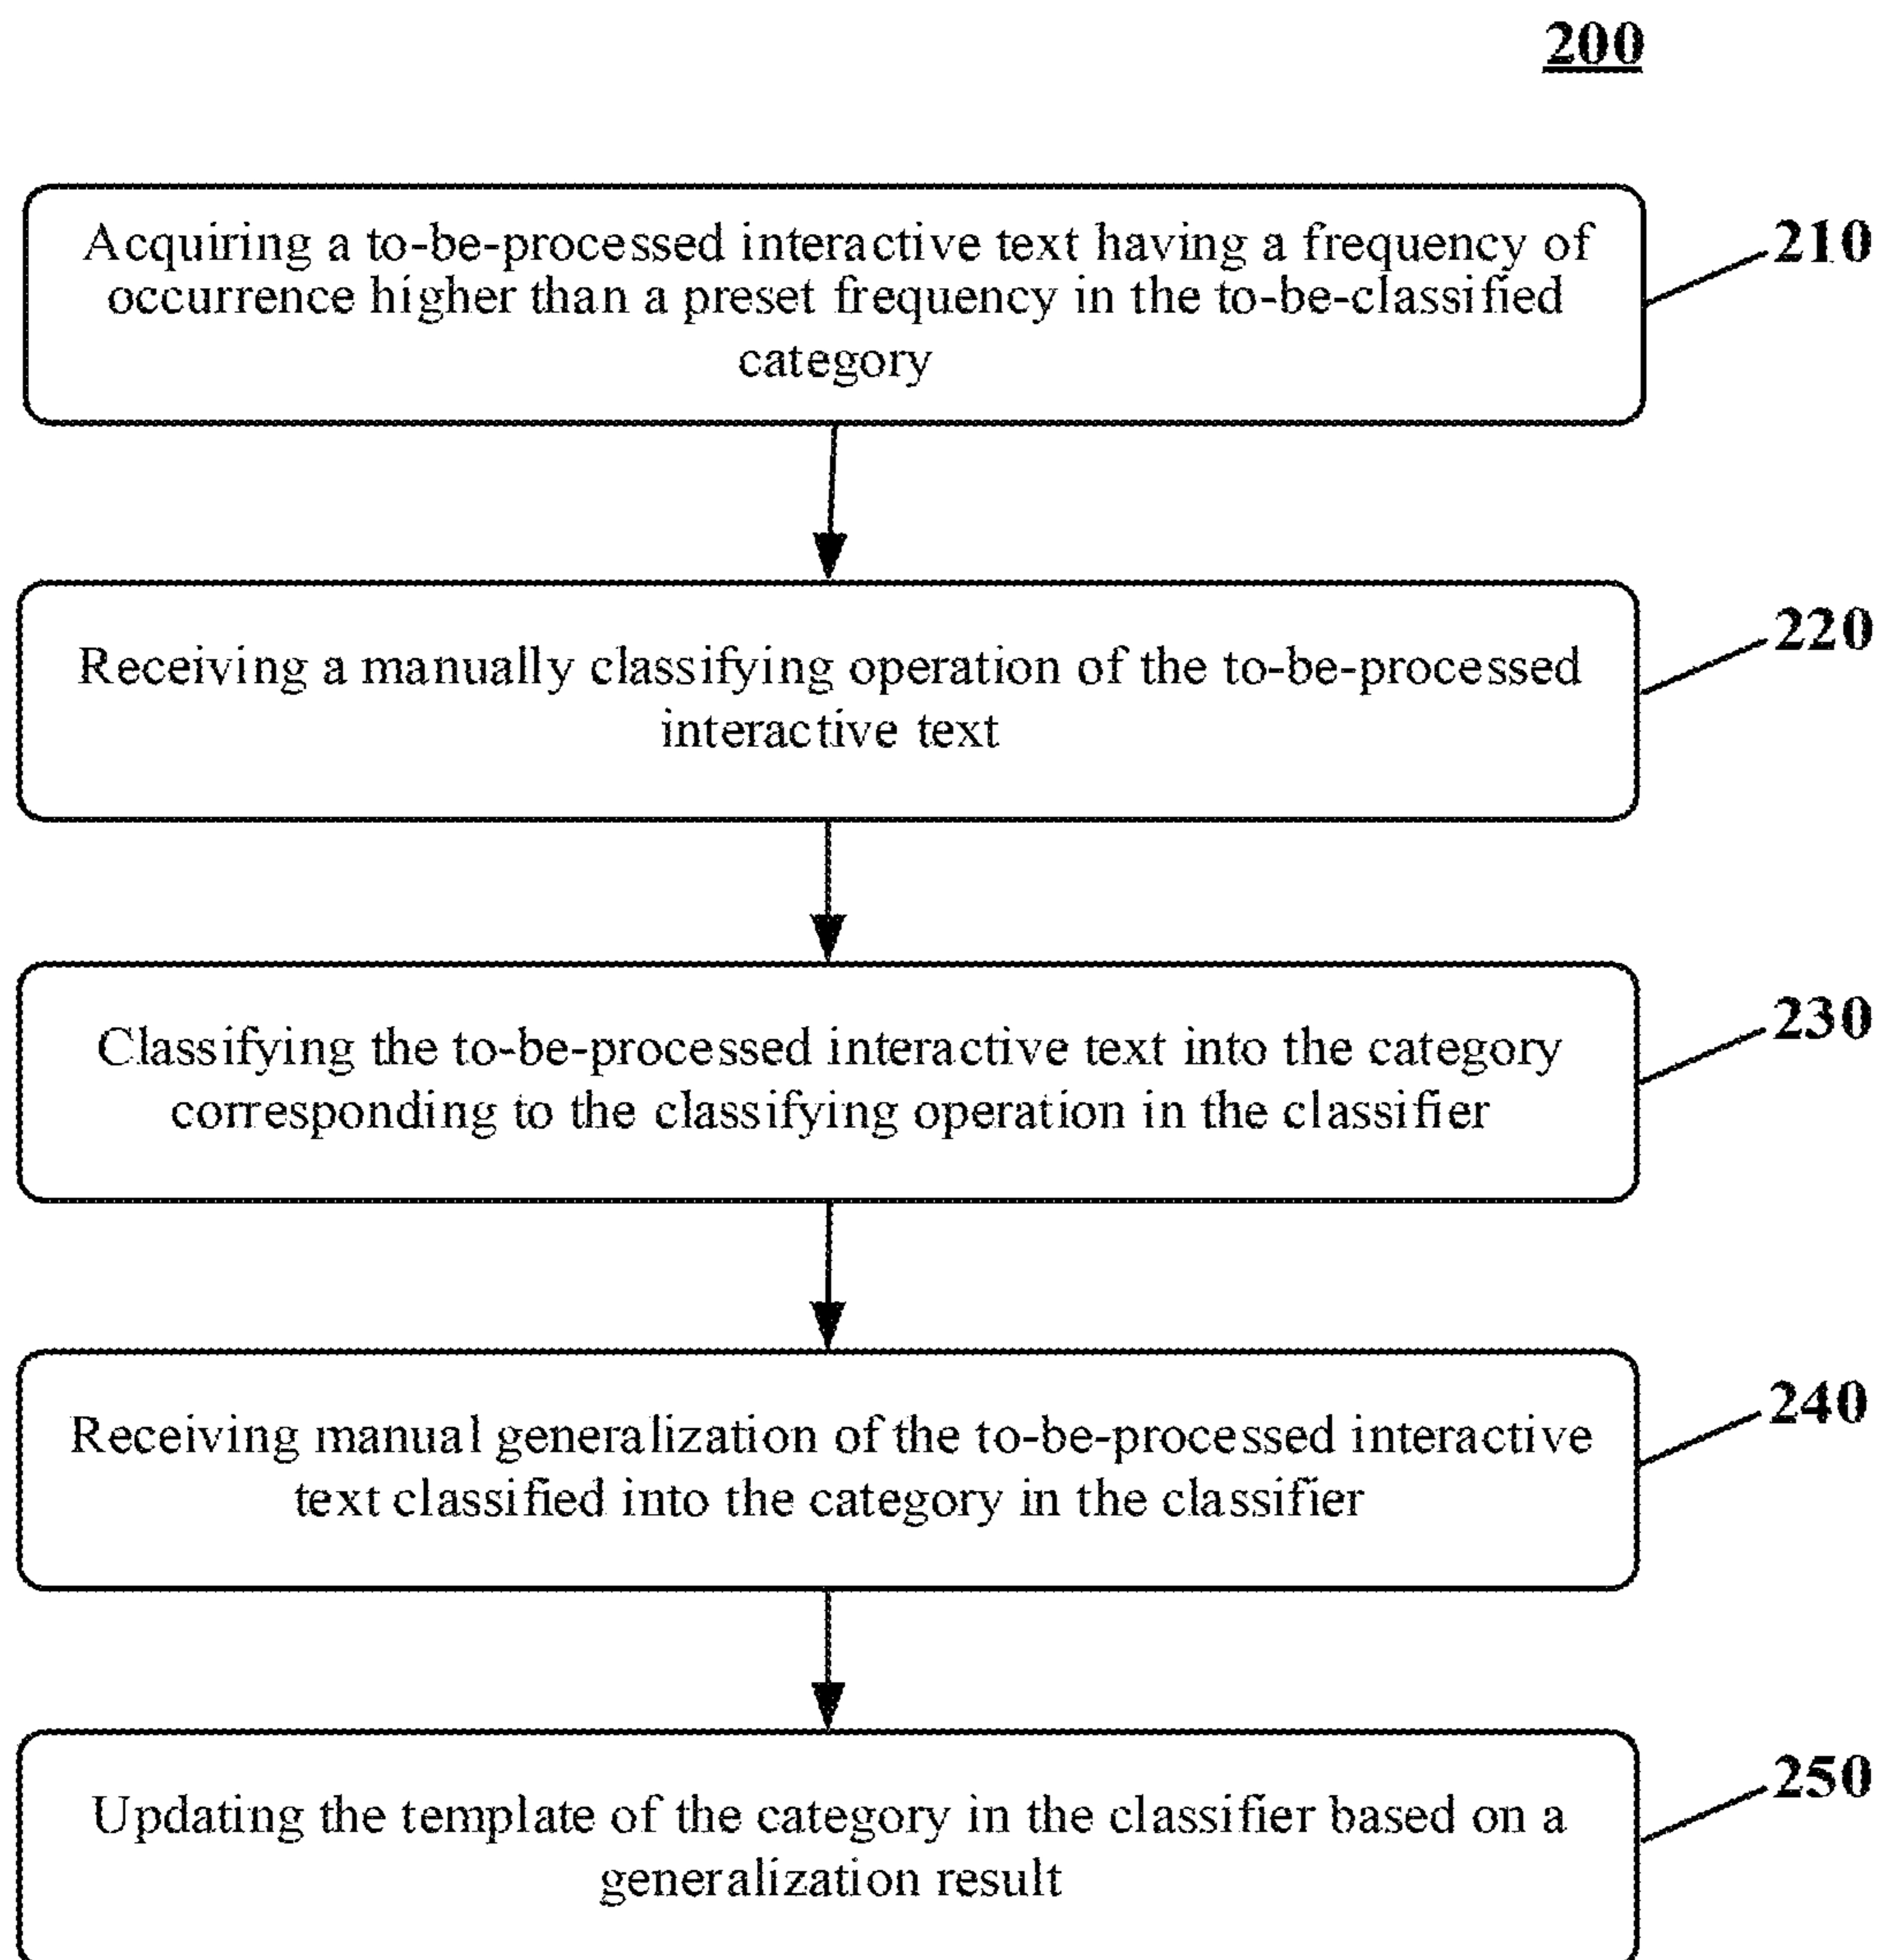 200
Acquiring a to-be-processed interactive text having a frequency of
occurrence higher than a preset frequency in the to-be-classified
category
210
Receiving a manually classifying operation of the to-be-processed
interactive text
220
Classifying the to-be-processed interactive text into the category
corresponding to the classifying operation in the classifier
230
Receiving manual generalization of the to-be-processed interactive
text classified into the category in the classifier
240
Updating the template of the category in the classifier based on a
generalization result
250